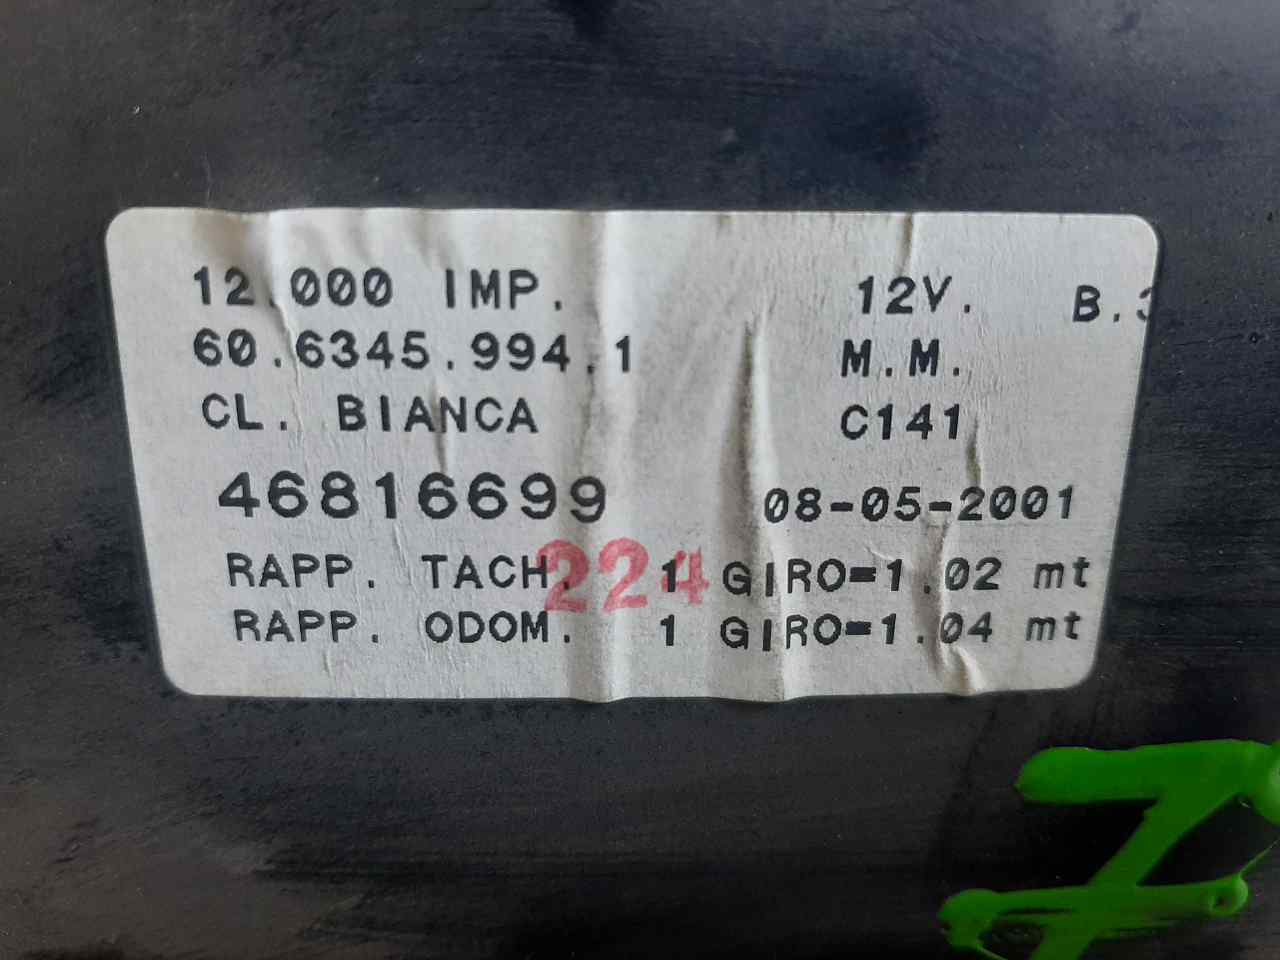 12.000 IMP. 12V. B.3
60.6345.994.1 M.M.
CL. BIANCA C141
46816699 08-05-2001
224
RAPP. TACH. 1 GIRO=1.02 mt
RAPP. ODOM. 1 GIRO=1.04 mt